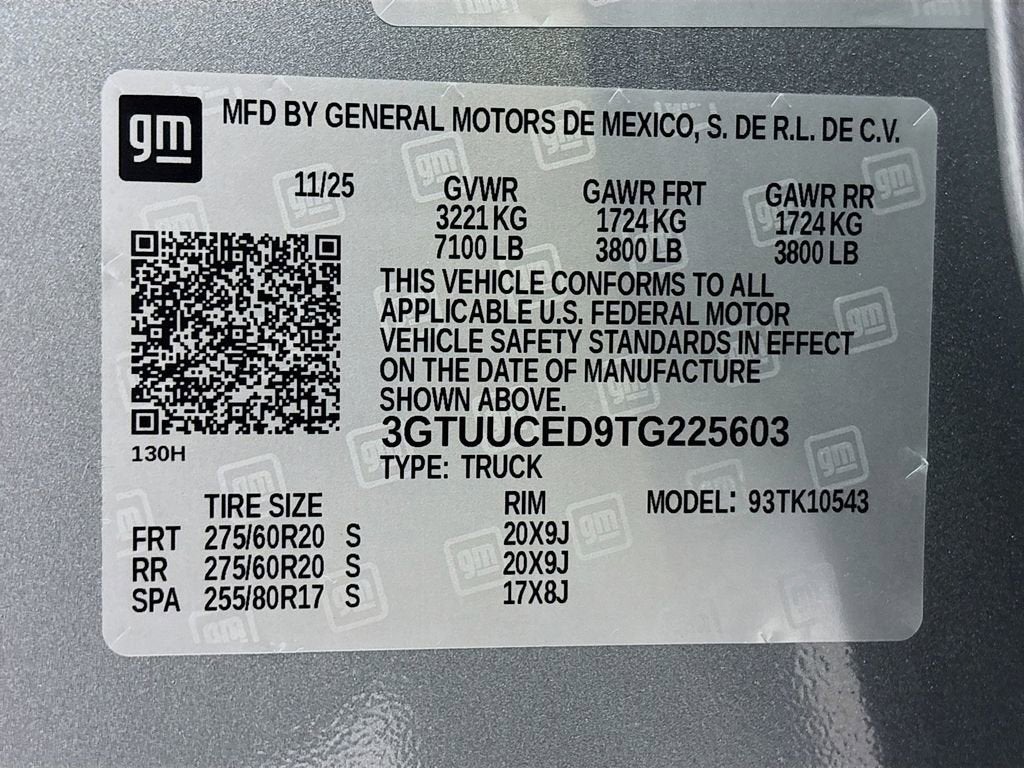 gm
MFD BY GENERAL MOTORS DE MEXICO, S. DE R.L. DE C.V.
11/25 GVWR GAWR FRT GAWR RR
3221 KG 1724 KG 1724 KG
7100 LB 3800 LB 3800 LB
THIS VEHICLE CONFORMS TO ALL
APPLICABLE U.S. FEDERAL MOTOR
VEHICLE SAFETY STANDARDS IN EFFECT
ON THE DATE OF MANUFACTURE
SHOWN ABOVE.
3GTUUCED9TG225603
130H
TYPE: TRUCK
TIRE SIZE RIM MODEL: 93TK10543
FRT 275/60R20 S 20X9J
RR 275/60R20 S 20X9J
SPA 255/80R17 S 17X8J